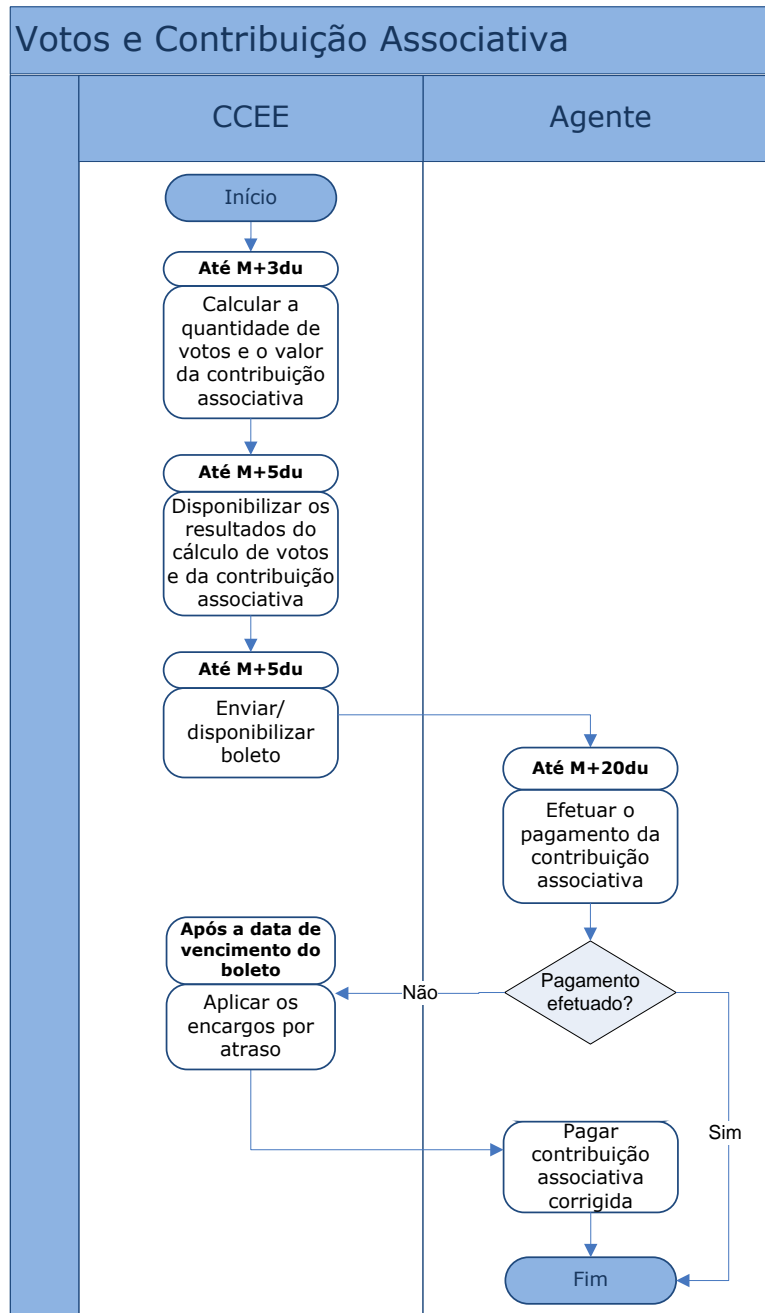 Votos e Contribuição Associativa
CCEE
Agente
Início
Até M+3du
Calcular a
quantidade de
votos e o valor
da contribuição
associativa
Até M+5du
Disponibilizar os
resultados do
cálculo de votos
e da contribuição
associativa
Até M+5du
Enviar/
disponibilizar
boleto
Até M+20du
Efetuar o
pagamento da
contribuição
associativa
Pagamento
efetuado?
Não
Após a data de
vencimento do
boleto
Aplicar os
encargos por
atraso
Pagar
contribuição
associativa
corrigida
Sim
Fim